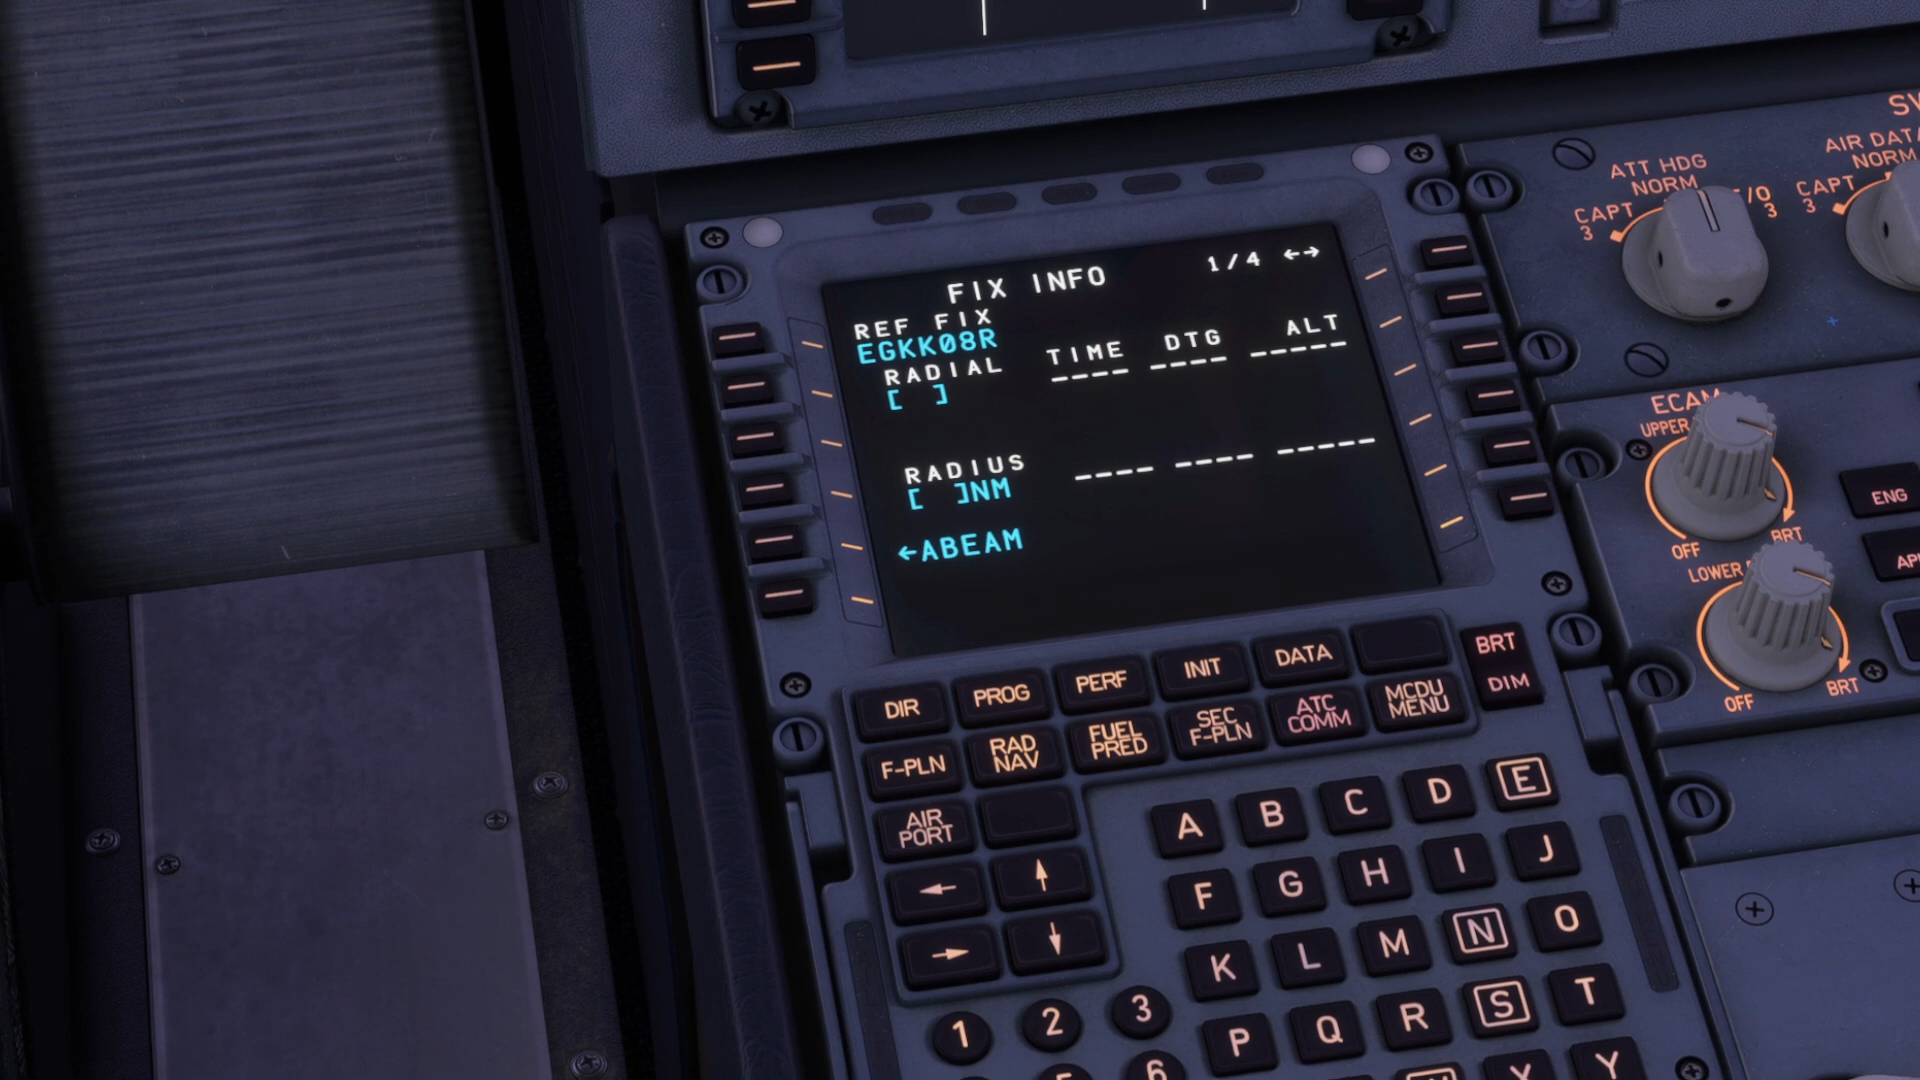 FIX INFO 1/4 ←→
REF FIX
EGKK08R
RADIAL TIME DTG ALT
[ ] ---- ---- -----
RADIUS
[ ]NM ---- ---- -----
←ABEAM
DIR PROG PERF INIT DATA
BRT
DIM
F-PLN RAD NAV FUEL PRED SEC F-PLN ATC COMM MCDU MENU
AIR PORT
← ↑
→ ↓
A B C D E
F G H I J
K L M N O
P Q R S T
1 2 3
6
X Y
ATT HDG
NORM
CAPT
3
F/O
3
AIR DATA
NORM
CAPT
3
ECAM
UPPER
OFF BRT
LOWER
OFF BRT
ENG